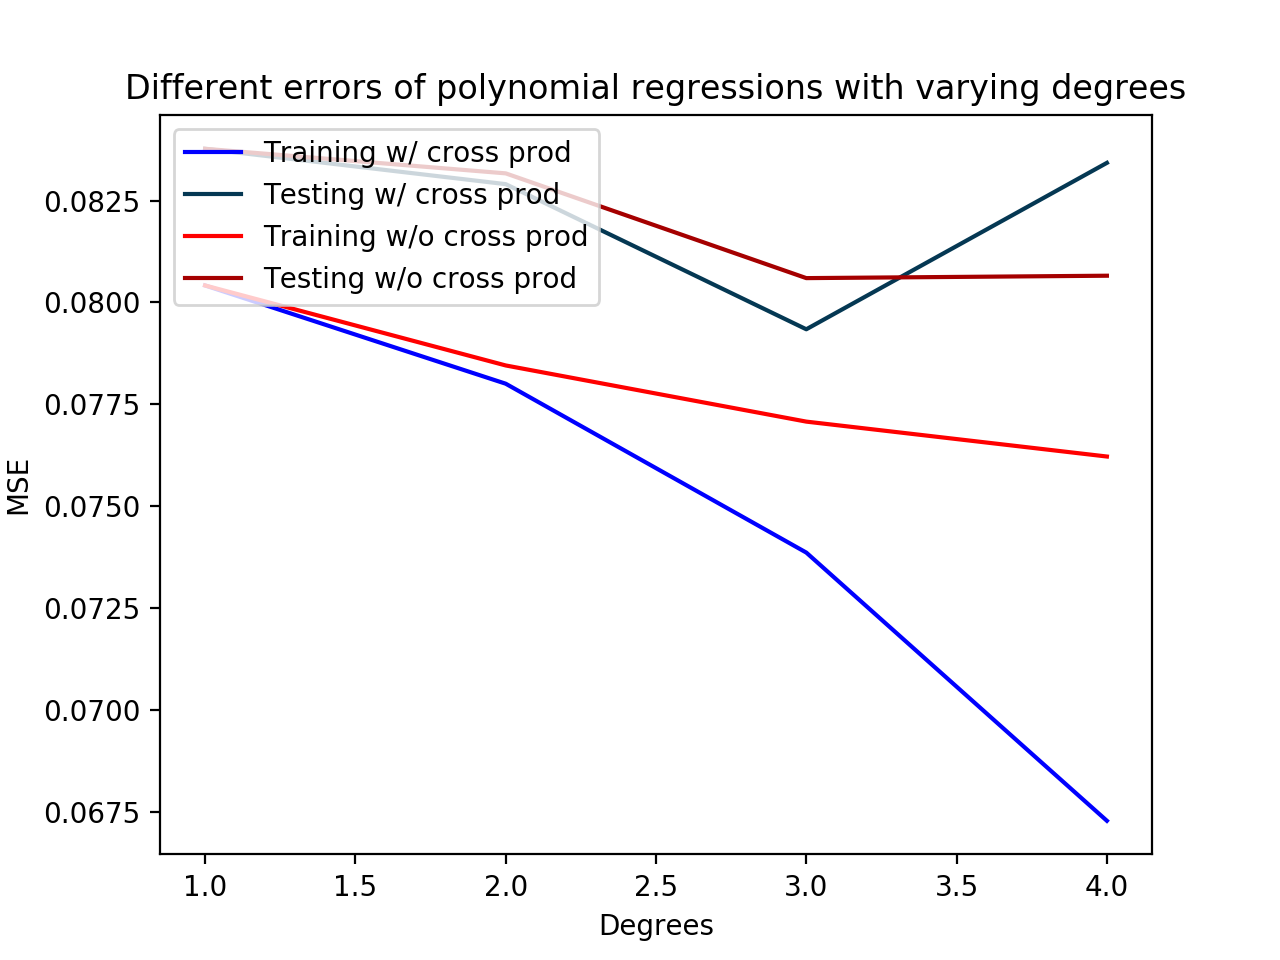 Different errors of polynomial regressions with varying degrees
Training w/ cross prod
Testing w/ cross prod
Training w/o cross prod
Testing w/o cross prod
0.0825
0.0800
0.0775
0.0750
0.0725
0.0700
0.0675
MSE
1.0 1.5 2.0 2.5 3.0 3.5 4.0
Degrees